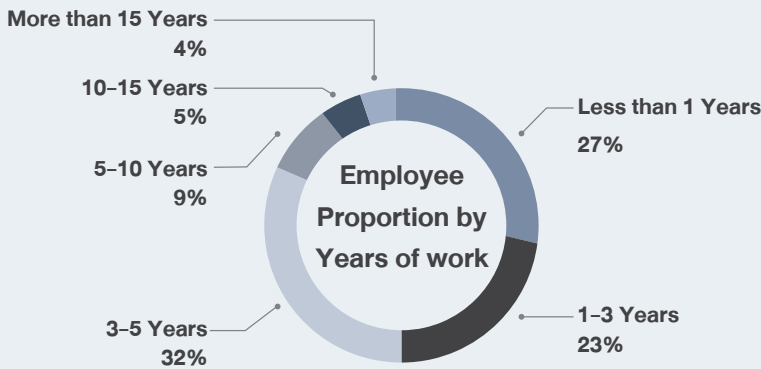 More than 15 Years
4%
10–15 Years
5%
5–10 Years
9%
3–5 Years
32%
Employee
Proportion by
Years of work
Less than 1 Years
27%
1–3 Years
23%